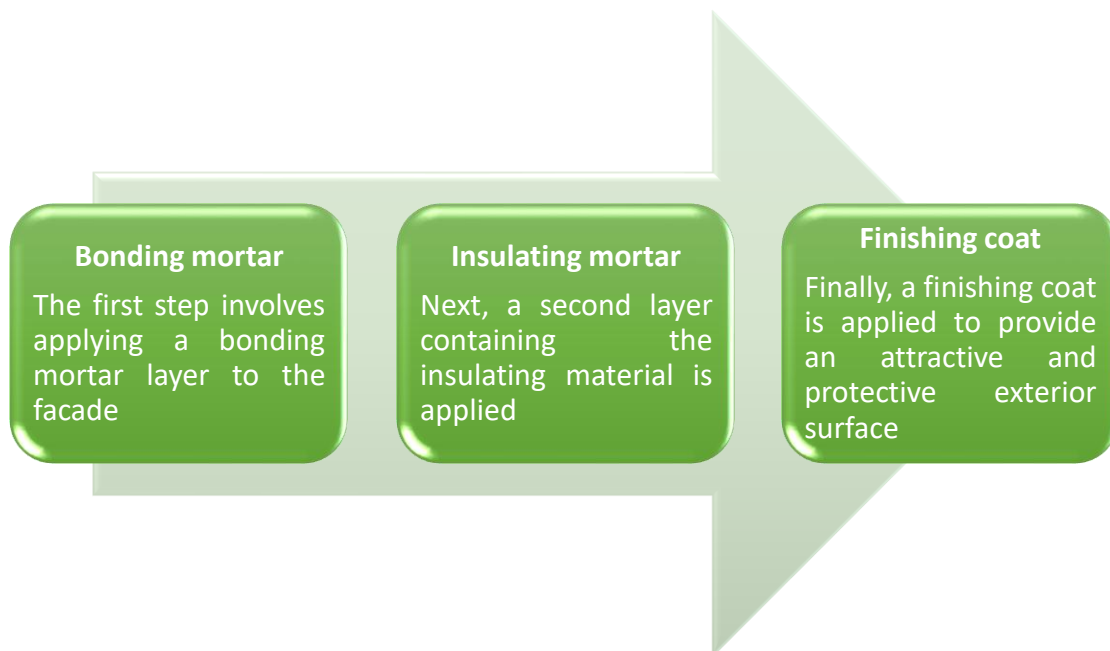 Bonding mortar
The first step involves
applying a bonding
mortar layer to the
facade
Insulating mortar
Next, a second layer
containing the
insulating material is
applied
Finishing coat
Finally, a finishing coat
is applied to provide
an attractive and
protective exterior
surface